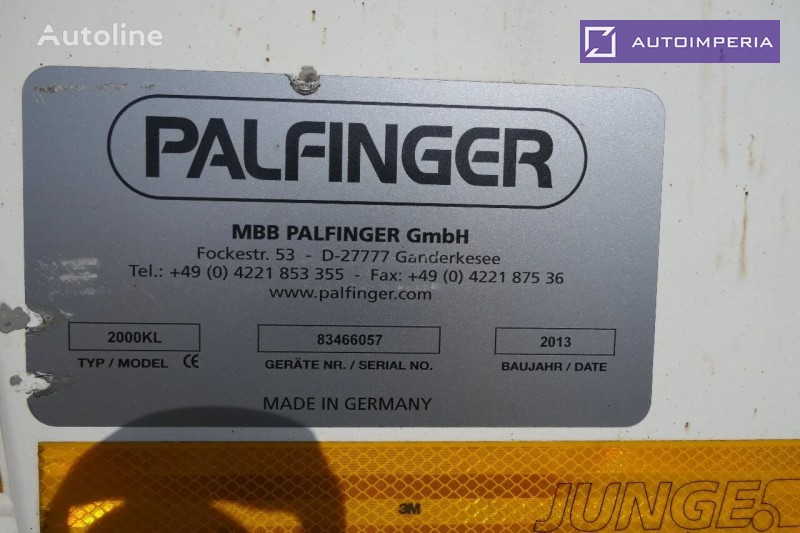 Autoline
AUTOIMPERIA
PALFINGER
MBB PALFINGER GmbH
Fockestr. 53 - D-27777 Ganderkesee
Tel.: +49 (0) 4221 853 355 - Fax: +49 (0) 4221 875 36
www.palfinger.com
2000KL 83466057 2013
TYP / MODEL CE GERÄTE NR. / SERIAL NO. BAUJAHR / DATE
MADE IN GERMANY
3M
JUNGE